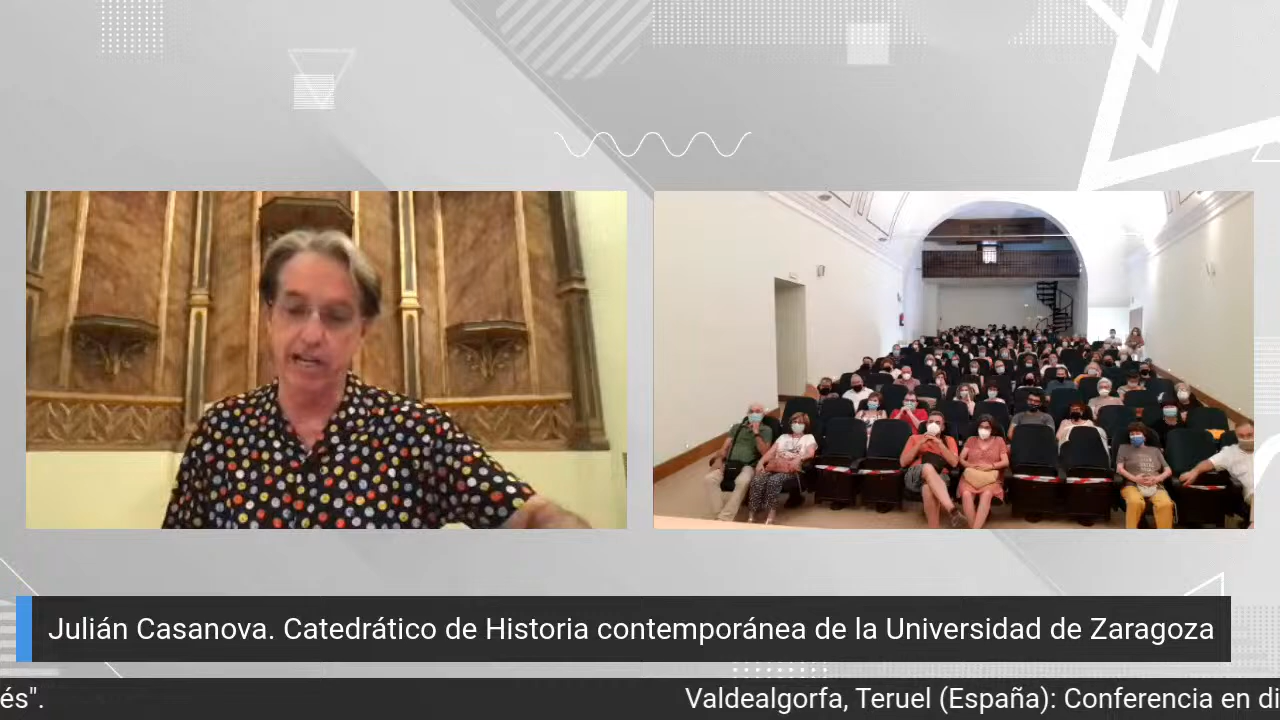 Julián Casanova. Catedrático de Historia contemporánea de la Universidad de Zaragoza
és". Valdealgorfa, Teruel (España): Conferencia en di